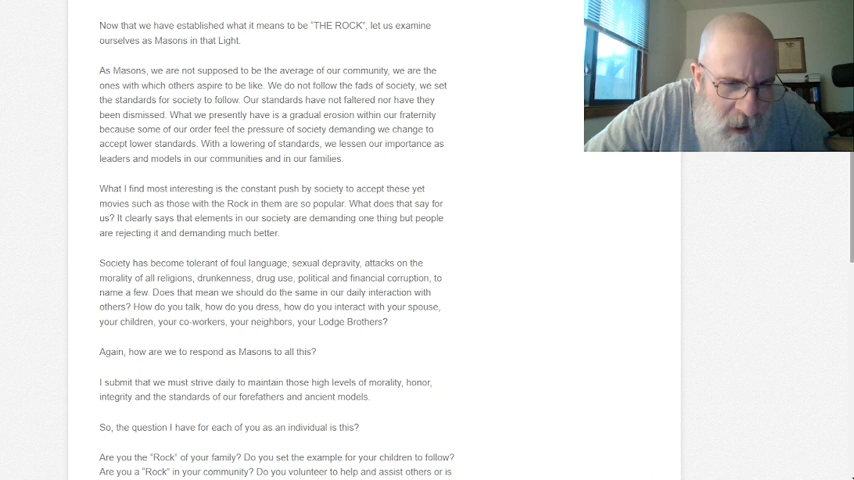 Now that we have established what it means to be "THE ROCK", let us examine
ourselves as Masons in that Light.
As Masons, we are not supposed to be the average of our community, we are the
ones with which others aspire to be like. We do not follow the fads of society, we set
the standards for society to follow. Our standards have not faltered nor have they
been dismissed. What we presently have is a gradual erosion within our fraternity
because some of our order feel the pressure of society demanding we change to
accept lower standards. With a lowering of standards, we lessen our importance as
leaders and models in our communities and in our families.
What I find most interesting is the constant push by society to accept these yet
movies such as those with the Rock in them are so popular. What does that say for
us? It clearly says that elements in our society are demanding one thing but people
are rejecting it and demanding much better.
Society has become tolerant of foul language, sexual depravity, attacks on the
morality of all religions, drunkenness, drug use, political and financial corruption, to
name a few. Does that mean we should do the same in our daily interaction with
others? How do you talk, how do you dress, how do you interact with your spouse,
your children, your co-workers, your neighbors, your Lodge Brothers?
Again, how are we to respond as Masons to all this?
I submit that we must strive daily to maintain those high levels of morality, honor,
integrity and the standards of our forefathers and ancient models.
So, the question I have for each of you as an individual is this?
Are you the "Rock" of your family? Do you set the example for your children to follow?
Are you a "Rock" in your community? Do you volunteer to help and assist others or is